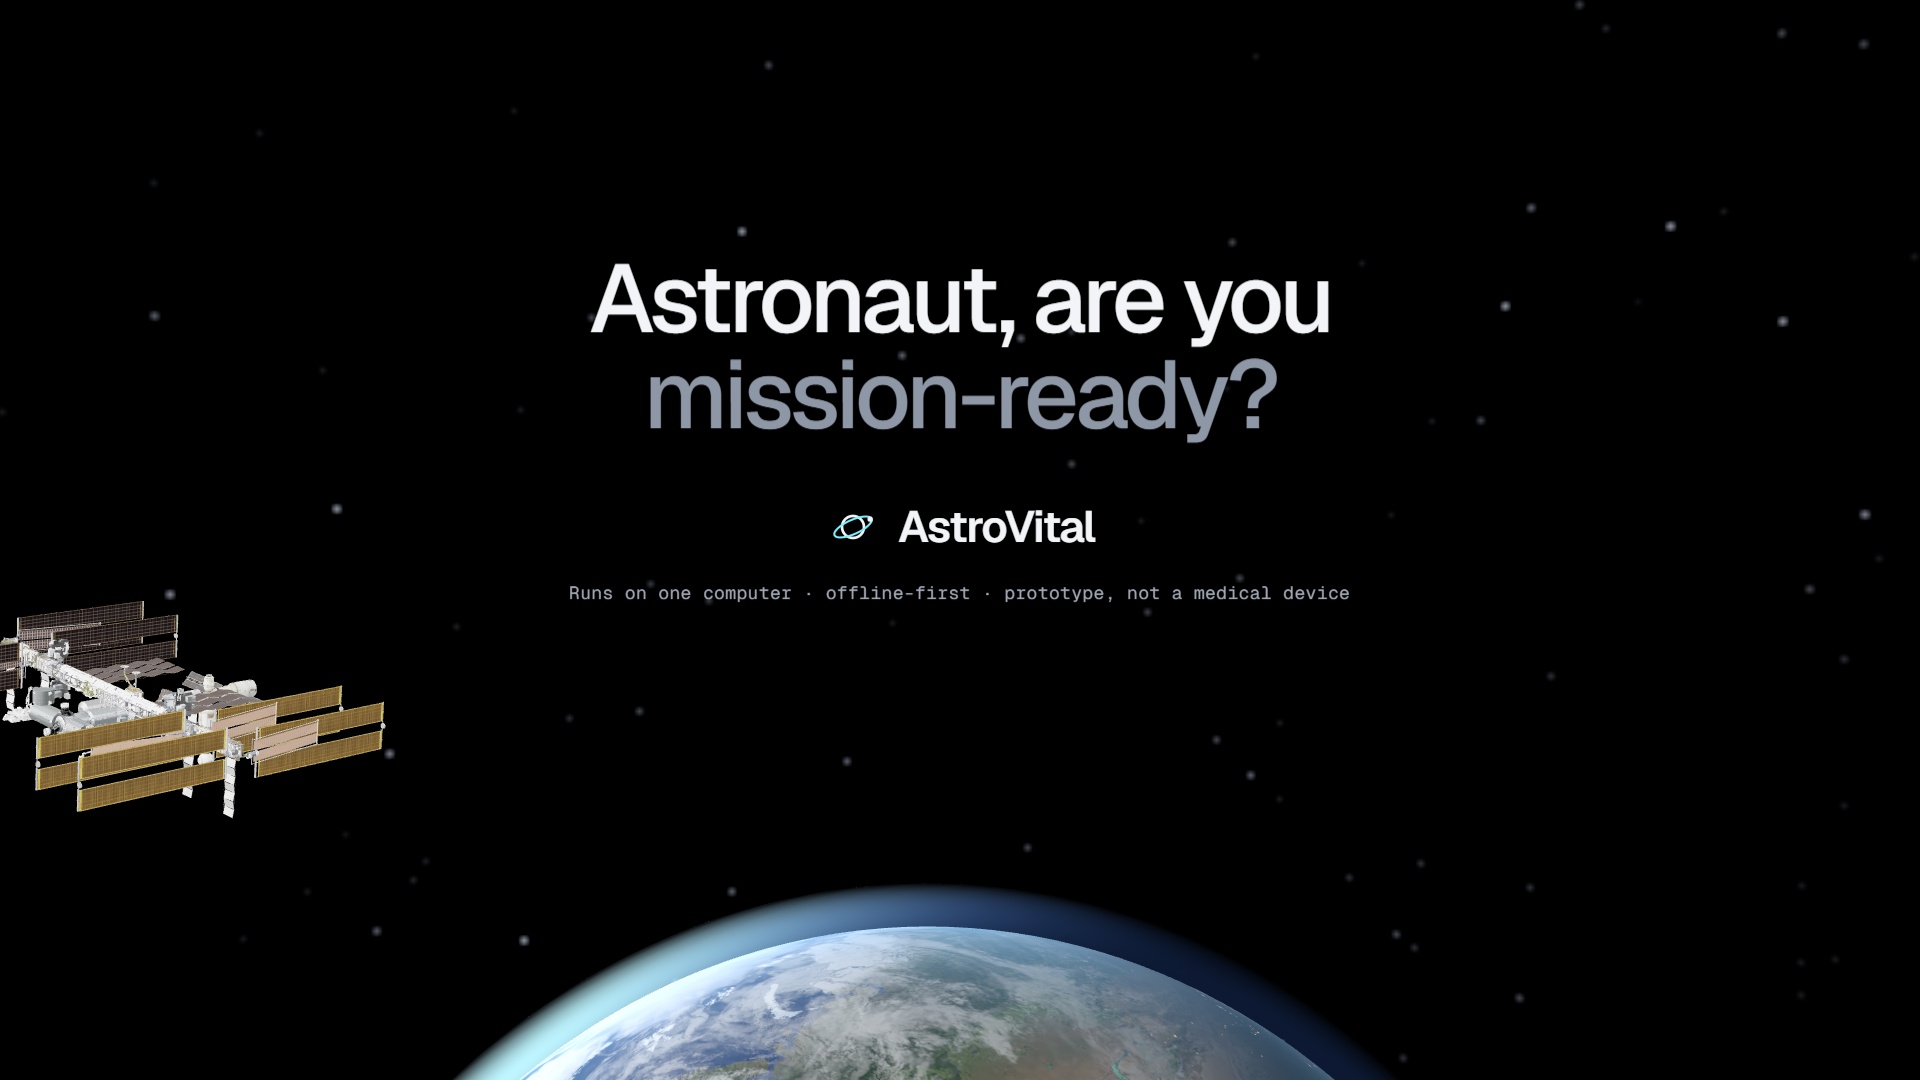 Astronaut, are you
mission-ready?
AstroVital
Runs on one computer · offline-first · prototype, not a medical device